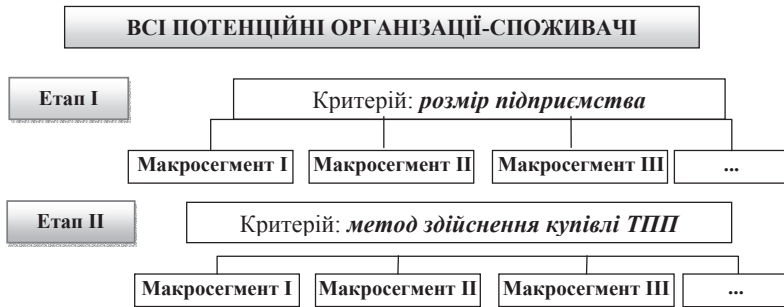 ВСІ ПОТЕНЦІЙНІ ОРГАНІЗАЦІЇ-СПОЖИВАЧІ
Етап І
Критерій: розмір підприємства
Макросегмент І Макросегмент ІІ Макросегмент ІІІ ...
Етап ІІ
Критерій: метод здійснення купівлі ТПП
Макросегмент І Макросегмент ІІ Макросегмент ІІІ ...